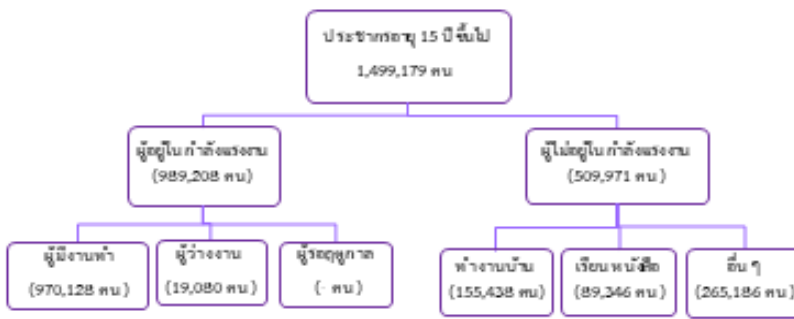 ประชากรอายุ 15 ปีขึ้นไป
1,499,179 คน
ผู้อยู่ใน กำลังแรงงาน
(989,208 คน)
ผู้ไม่อยู่ใน กำลังแรงงาน
(509,971 คน)
ผู้มีงานทำ
(970,128 คน)
ผู้ว่างงาน
(19,080 คน)
ผู้รอฤดูกาล
(- คน)
ทำงานบ้าน
(155,438 คน)
เรียนหนังสือ
(89,346 คน)
อื่น ๆ
(265,186 คน)